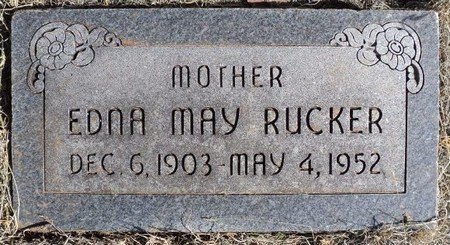 MOTHER
EDNA MAY RUCKER
DEC. 6, 1903-MAY 4, 1952